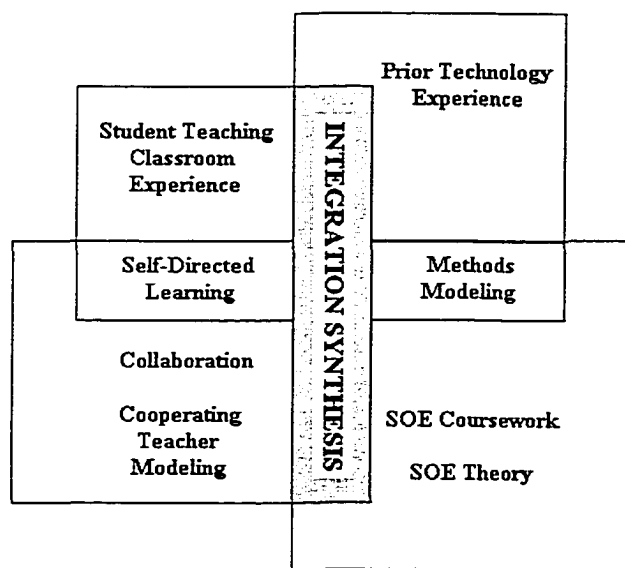 Prior Technology
Experience
Student Teaching
Classroom
Experience
INTEGRATION SYNTHESIS
Self-Directed
Learning
Methods
Modeling
Collaboration
Cooperating
Teacher
Modeling
SOE Coursework
SOE Theory